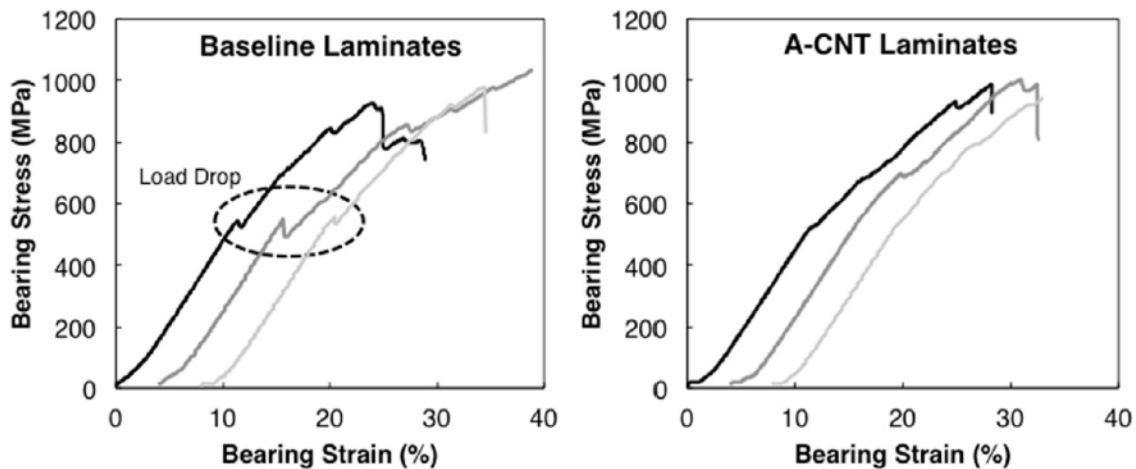 Baseline Laminates
Load Drop
Bearing Stress (MPa)
1200
1000
800
600
400
200
0
0 10 20 30 40
Bearing Strain (%)
A-CNT Laminates
Bearing Stress (MPa)
1200
1000
800
600
400
200
0
0 10 20 30 40
Bearing Strain (%)